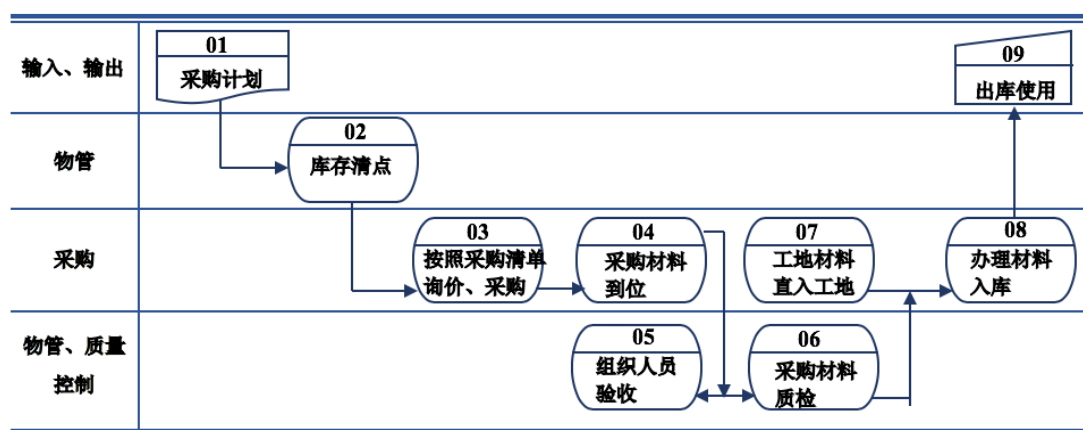 输入、输出
01
采购计划
09
出库使用
物管
02
库存清点
采购
03
按照采购清单
询价、采购
04
采购材料
到位
07
工地材料
直入工地
08
办理材料
入库
物管、质量
控制
05
组织人员
验收
06
采购材料
质检